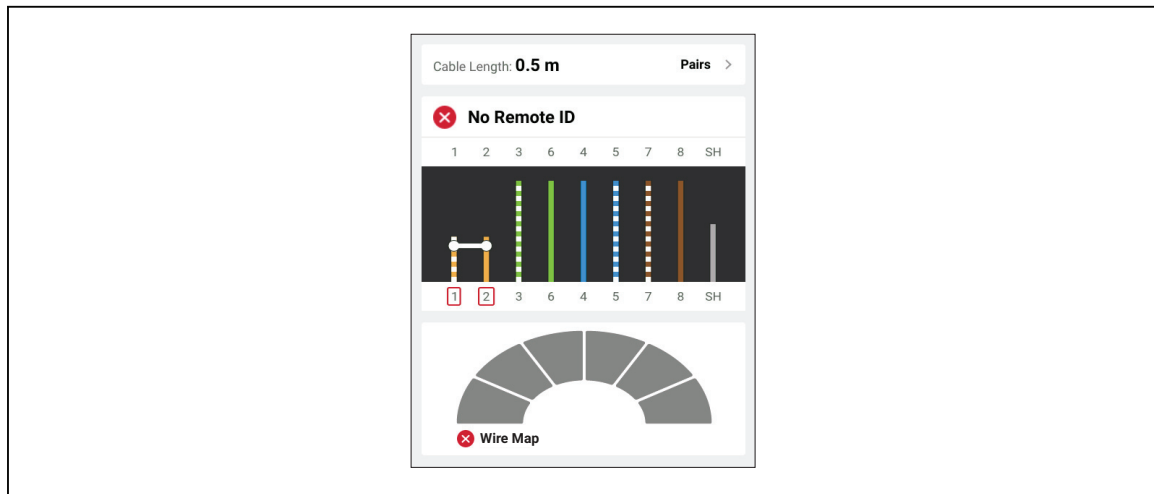 Cable Length: 0.5 m Pairs >
No Remote ID
1 2 3 6 4 5 7 8 SH
1 2 3 6 4 5 7 8 SH
Wire Map